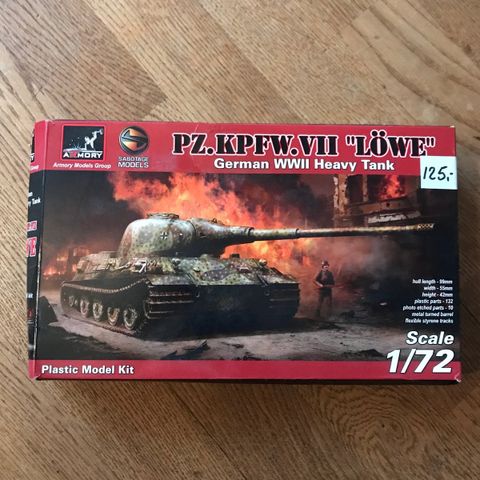 PZ.KPFW.VII "LÖWE"
German WWII Heavy Tank
125,-
ARMORY
Armory Models Group
SABOTAGE
MODELS
hull length - 99mm
width - 55mm
height - 42mm
plastic parts - 132
photo etched parts - 10
metal turned barrel
flexible styrene tracks
Scale
1/72
Plastic Model Kit